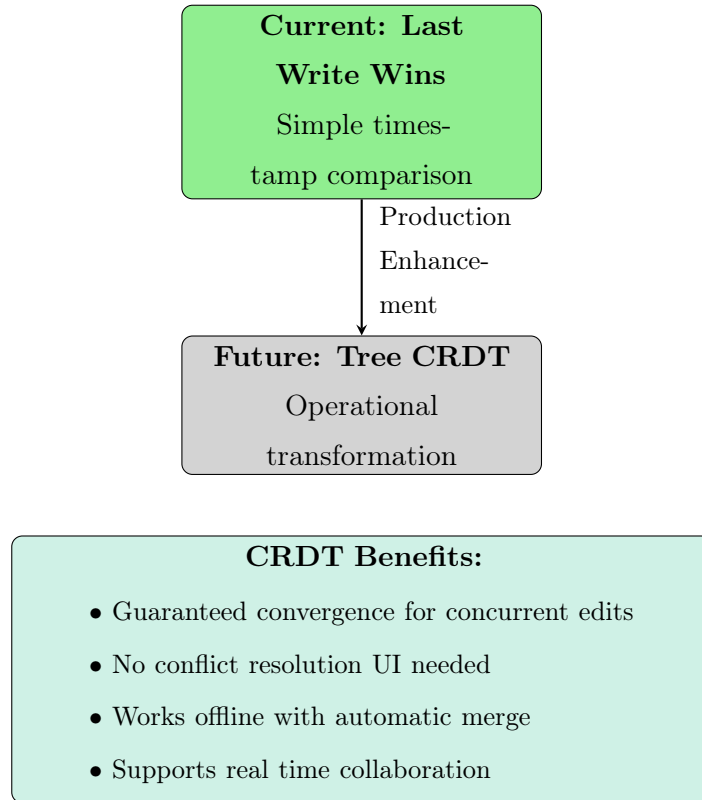 Current: Last
Write Wins
Simple times-
tamp comparison
Production
Enhance-
ment
Future: Tree CRDT
Operational
transformation
CRDT Benefits:
• Guaranteed convergence for concurrent edits
• No conflict resolution UI needed
• Works offline with automatic merge
• Supports real time collaboration